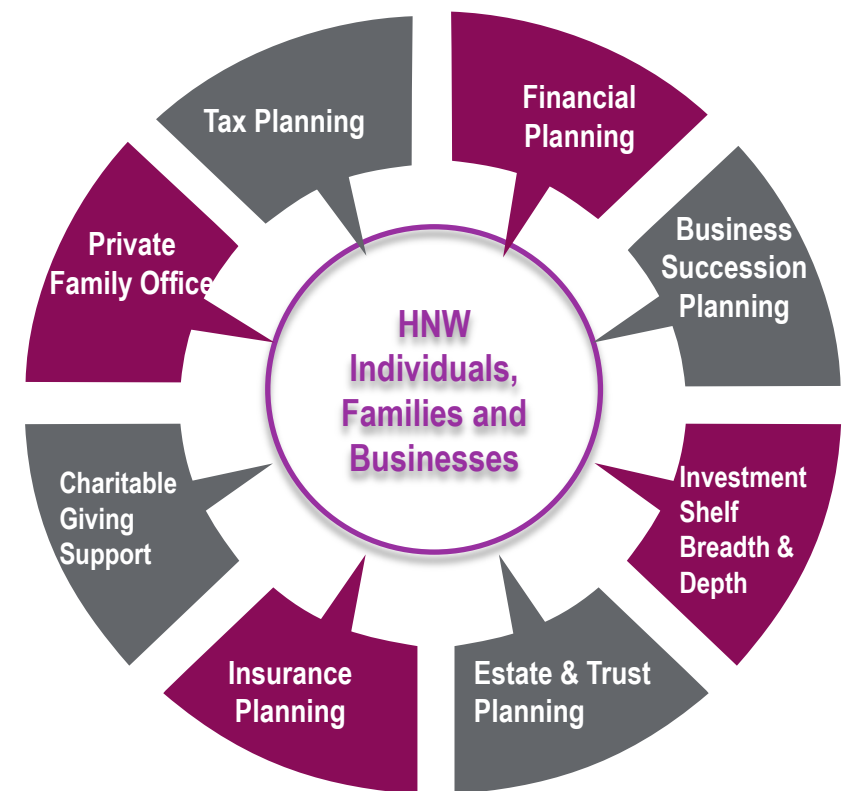 Tax Planning
Financial
Planning
Business
Succession
Planning
Investment
Shelf
Breadth &
Depth
Estate & Trust
Planning
Insurance
Planning
Charitable
Giving
Support
Private
Family Office
HNW
Individuals,
Families and
Businesses